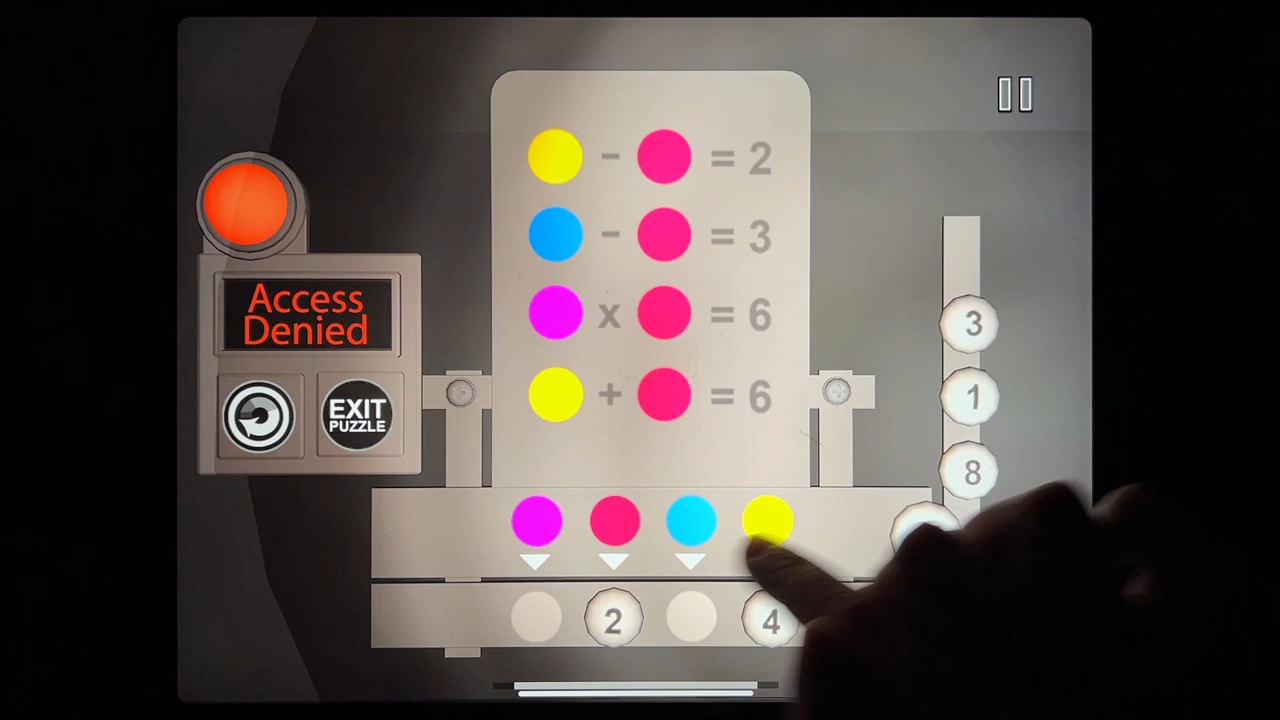 - = 2
- = 3
x = 6
+ = 6
Access
Denied
EXIT
PUZZLE
3
1
8
2
4